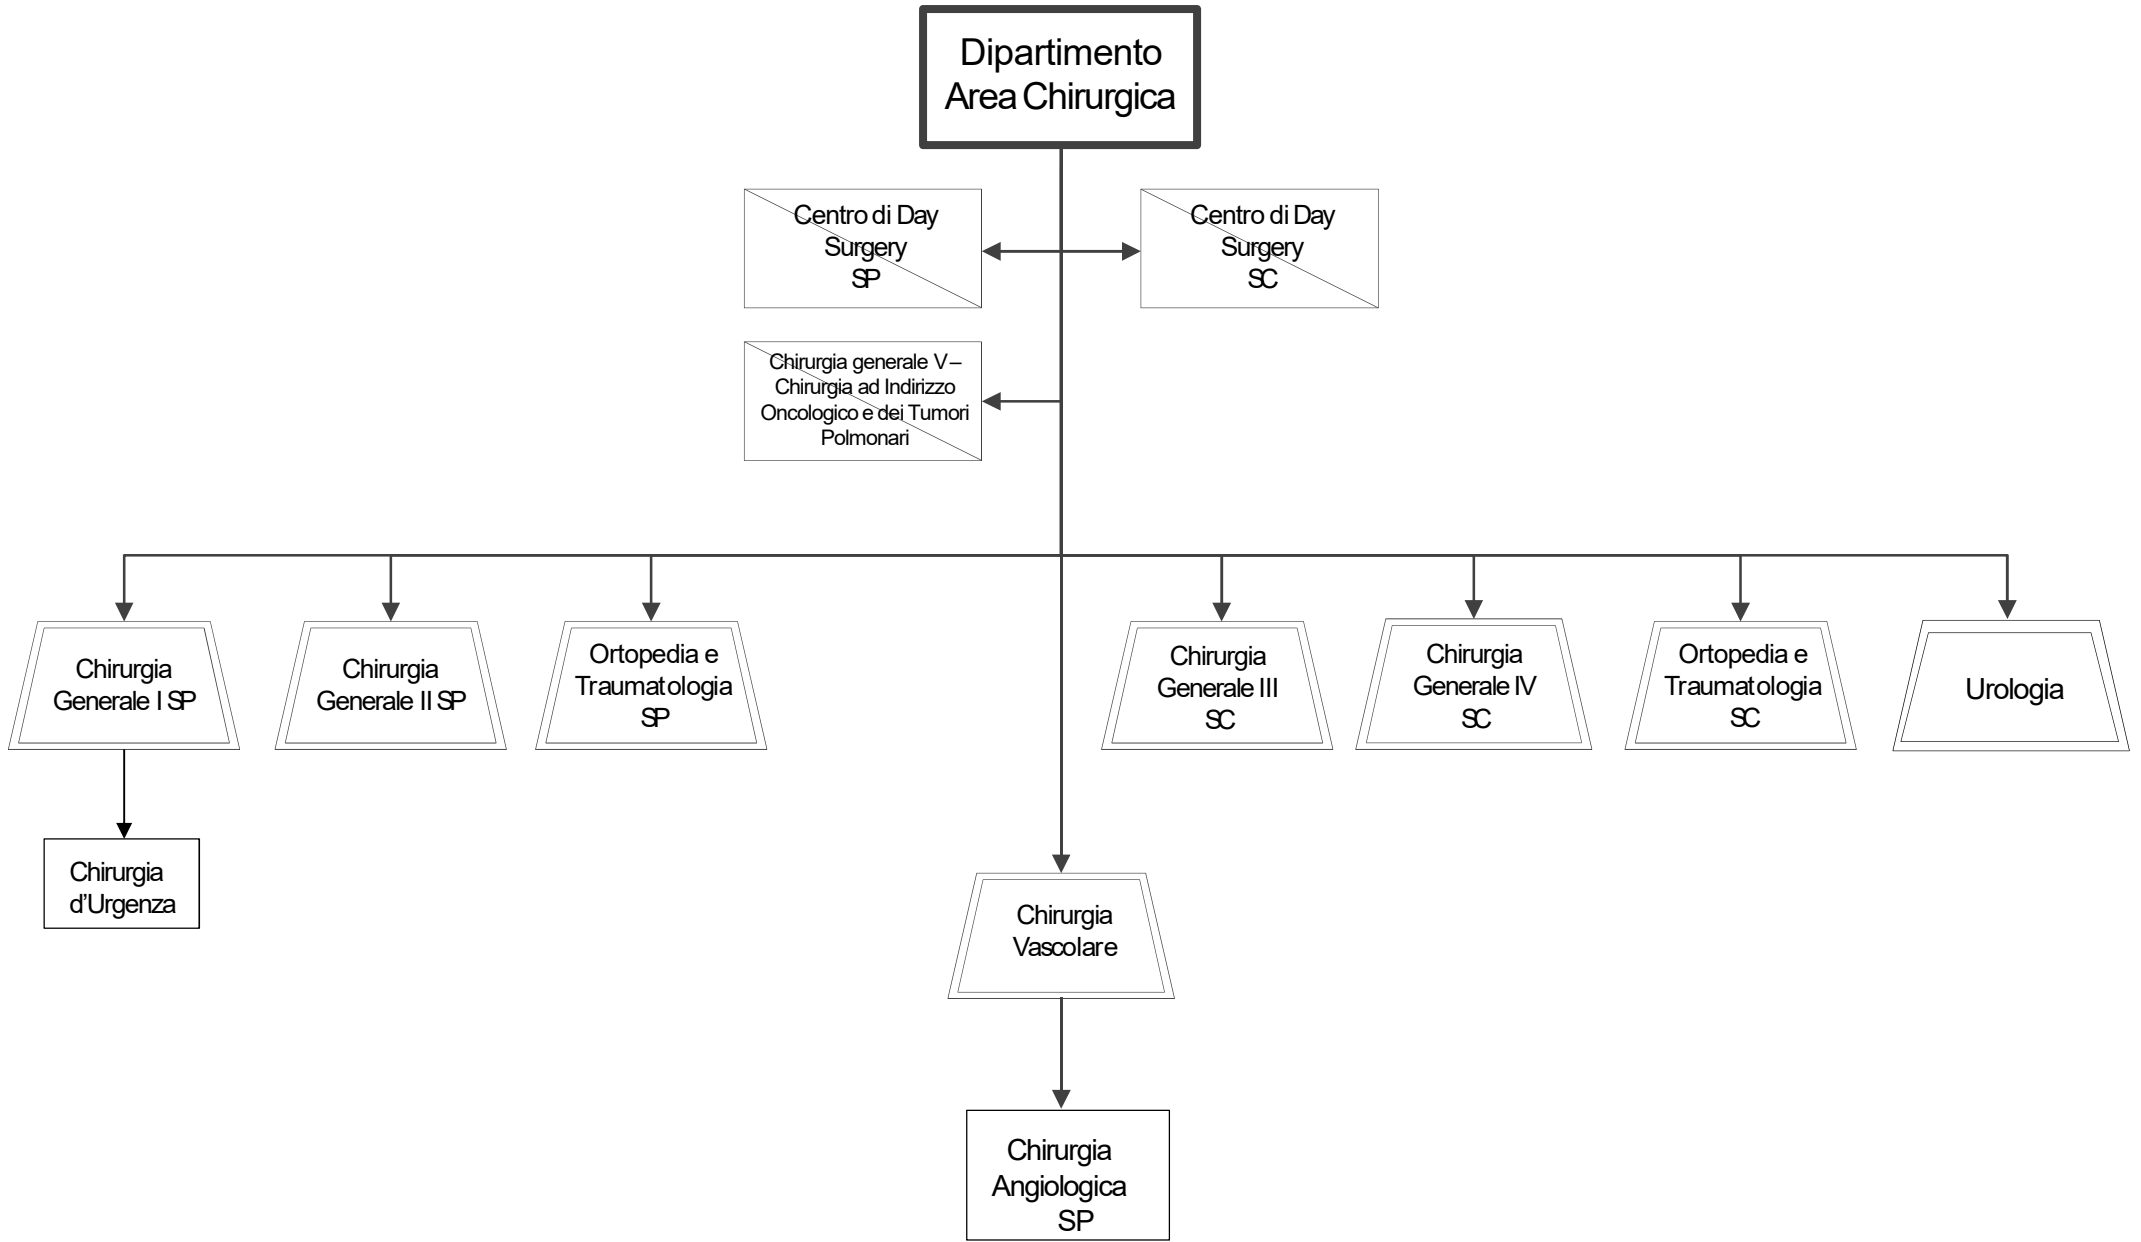 Dipartimento
Area Chirurgica
Centro di Day
Surgery
SP
Centro di Day
Surgery
SC
Chirurgia generale V –
Chirurgia ad Indirizzo
Oncologico e dei Tumori
Polmonari
Chirurgia
Generale I SP
Chirurgia
Generale II SP
Ortopedia e
Traumatologia
SP
Chirurgia
Generale III
SC
Chirurgia
Generale IV
SC
Ortopedia e
Traumatologia
SC
Urologia
Chirurgia
d’Urgenza
Chirurgia
Vascolare
Chirurgia
Angiologica
SP